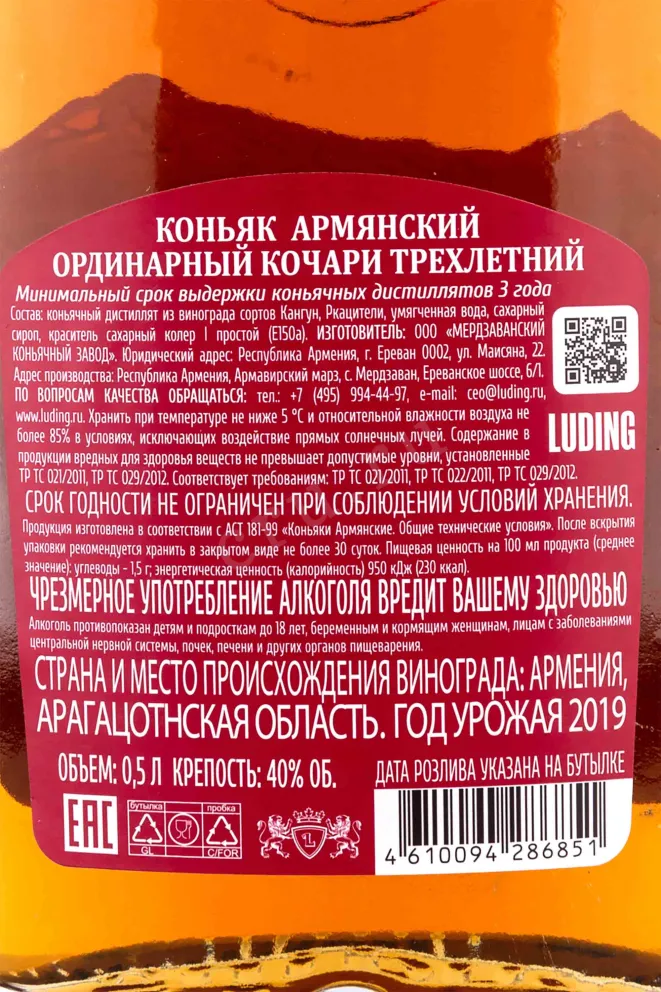 КОНЬЯК АРМЯНСКИЙ
ОРДИНАРНЫЙ КОЧАРИ ТРЕХЛЕТНИЙ
Минимальный срок выдержки коньячных дистиллятов 3 года
Состав: коньячный дистиллят из винограда сортов Кангун, Ркацители, умягченная вода, сахарный
сироп, краситель сахарный колер I простой (Е150а). ИЗГОТОВИТЕЛЬ: ООО «МЕРДЗАВАНСКИЙ
КОНЬЯЧНЫЙ ЗАВОД». Юридический адрес: Республика Армения, г. Ереван 0002, ул. Маисяна, 22.
Адрес производства: Республика Армения, Армавирский марз, с. Мердзаван, Ереванское шоссе, 6/1.
ПО ВОПРОСАМ КАЧЕСТВА ОБРАЩАТЬСЯ: тел.: +7 (495) 994-44-97, e-mail: ceo@luding.ru,
www.luding.ru. Хранить при температуре не ниже 5 °C и относительной влажности воздуха не
более 85% в условиях, исключающих воздействие прямых солнечных лучей. Содержание в
продукции вредных для здоровья веществ не превышает допустимые уровни, установленные
ТР ТС 021/2011, ТР ТС 029/2012. Соответствует требованиям: ТР ТС 021/2011, ТР ТС 022/2011, ТР ТС 029/2012.
LUDING
СРОК ГОДНОСТИ НЕ ОГРАНИЧЕН ПРИ СОБЛЮДЕНИИ УСЛОВИЙ ХРАНЕНИЯ.
Продукция изготовлена в соответствии с АСТ 181-99 «Коньяки Армянские. Общие технические условия». После вскрытия
упаковки рекомендуется хранить в закрытом виде не более 30 суток. Пищевая ценность на 100 мл продукта (среднее
значение): углеводы - 1,5 г; энергетическая ценность (калорийность) 950 кДж (230 ккал).
ЧРЕЗМЕРНОЕ УПОТРЕБЛЕНИЕ АЛКОГОЛЯ ВРЕДИТ ВАШЕМУ ЗДОРОВЬЮ
Алкоголь противопоказан детям и подросткам до 18 лет, беременным и кормящим женщинам, лицам с заболеваниями
центральной нервной системы, почек, печени и других органов пищеварения.
СТРАНА И МЕСТО ПРОИСХОЖДЕНИЯ ВИНОГРАДА: АРМЕНИЯ,
АРАГАЦОТНСКАЯ ОБЛАСТЬ. ГОД УРОЖАЯ 2019
ОБЪЕМ: 0,5 Л КРЕПОСТЬ: 40% ОБ.
ДАТА РОЗЛИВА УКАЗАНА НА БУТЫЛКЕ
EAC
бутылка пробка
GL C/FOR
L
4 610094 286851